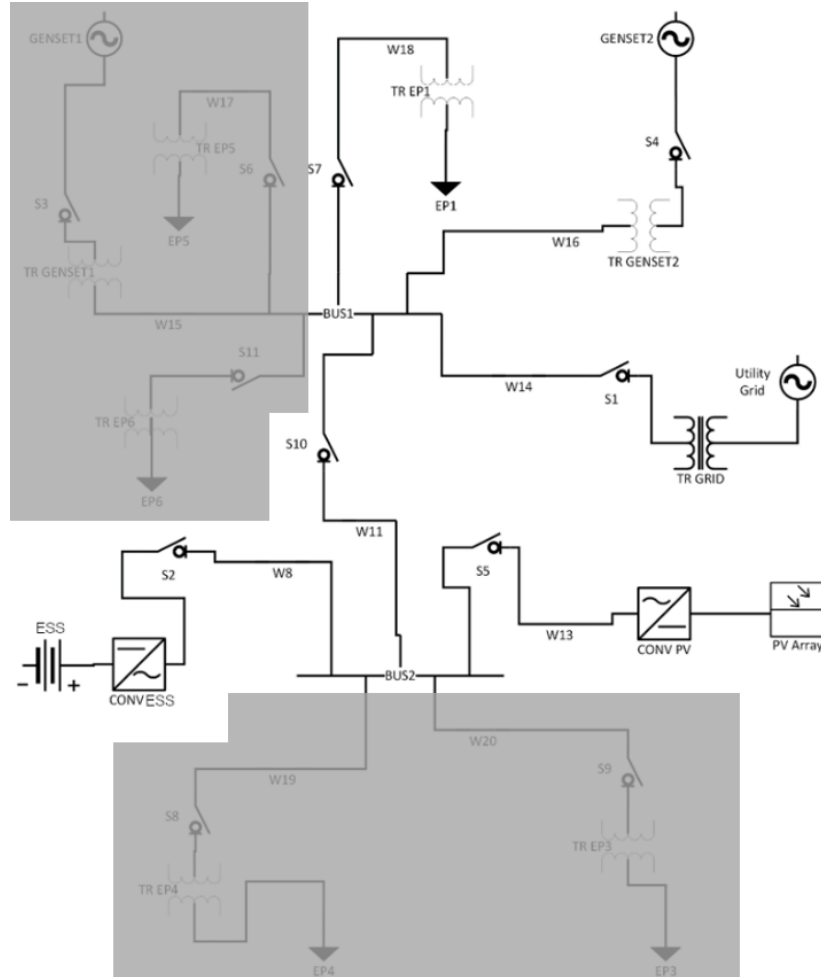 GENSET1
W18
GENSET2
W17
TR EP1
TR EP5
S6
S7
S4
S3
EP1
EP5
W16
TR GENSET1
TR GENSET2
BUS1
W15
S11
Utility
Grid
W14
S1
TR EP6
S10
TR GRID
EP6
W11
S2
W8
S5
ESS
W13
CONV PV
PV Array
- +
CONV ESS
BUS2
W20
W19
S9
S8
TR EP3
TR EP4
EP4
EP3